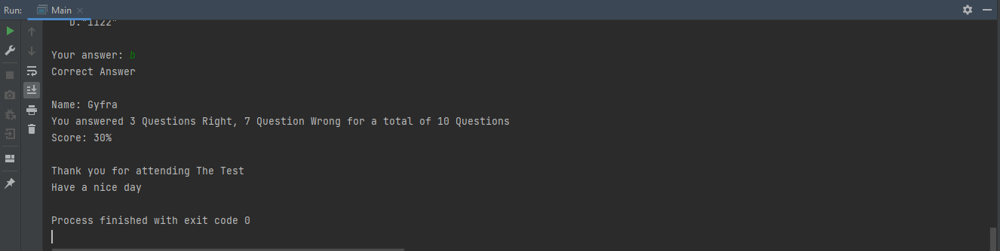 Run: Main
b."1122"
Your answer: b
Correct Answer
Name: Gyfra
You answered 3 Questions Right, 7 Question Wrong for a total of 10 Questions
Score: 30%
Thank you for attending The Test
Have a nice day
Process finished with exit code 0